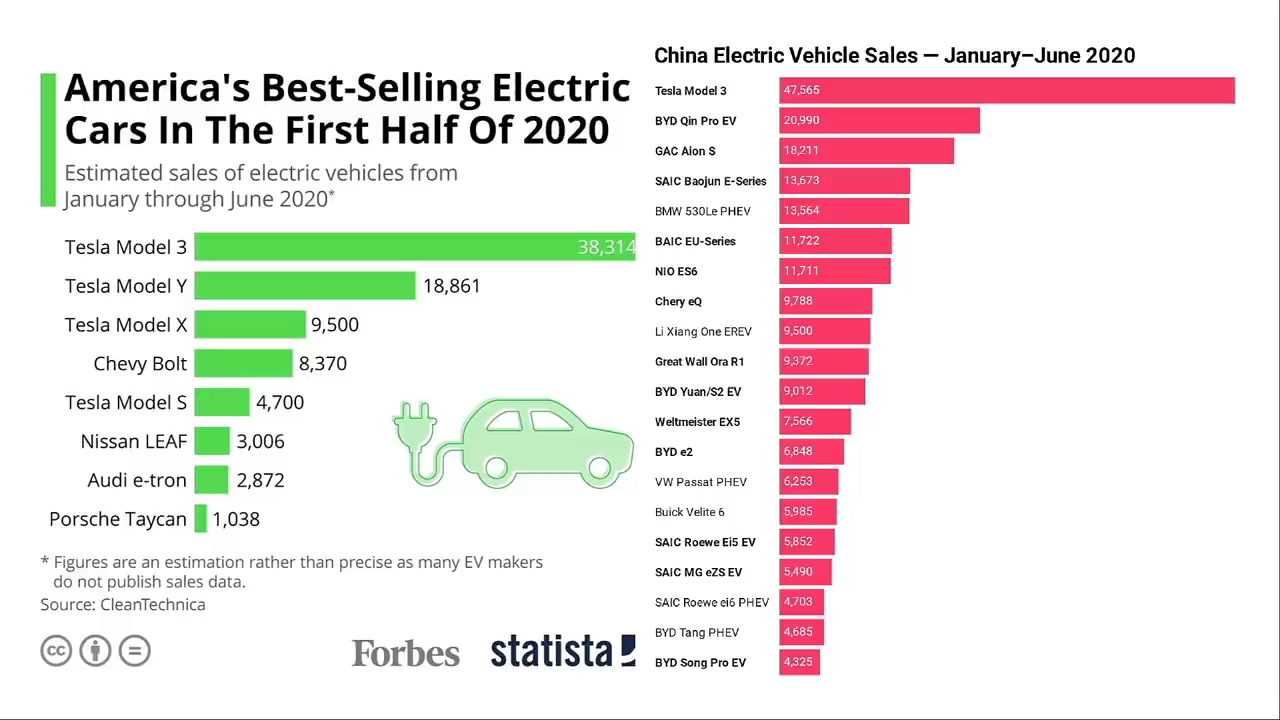 America's Best-Selling Electric
Cars In The First Half Of 2020
Estimated sales of electric vehicles from
January through June 2020*
Tesla Model 3 38,314
Tesla Model Y 18,861
Tesla Model X 9,500
Chevy Bolt 8,370
Tesla Model S 4,700
Nissan LEAF 3,006
Audi e-tron 2,872
Porsche Taycan 1,038
* Figures are an estimation rather than precise as many EV makers
do not publish sales data.
Source: CleanTechnica
cc
Forbes statista
China Electric Vehicle Sales — January–June 2020
Tesla Model 3 47,565
BYD Qin Pro EV 20,990
GAC Aion S 18,211
SAIC Baojun E-Series 13,673
BMW 530Le PHEV 13,564
BAIC EU-Series 11,722
NIO ES6 11,711
Chery eQ 9,788
Li Xiang One EREV 9,500
Great Wall Ora R1 9,372
BYD Yuan/S2 EV 9,012
Weltmeister EX5 7,566
BYD e2 6,848
VW Passat PHEV 6,253
Buick Velite 6 5,985
SAIC Roewe Ei5 EV 5,852
SAIC MG eZS EV 5,490
SAIC Roewe ei6 PHEV 4,703
BYD Tang PHEV 4,685
BYD Song Pro EV 4,325